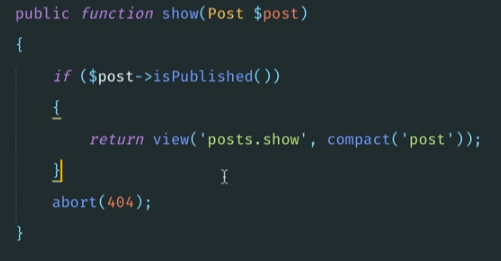 public function show(Post $post)
{
if ($post->isPublished())
{
return view('posts.show', compact('post'));
}
abort(404);
}